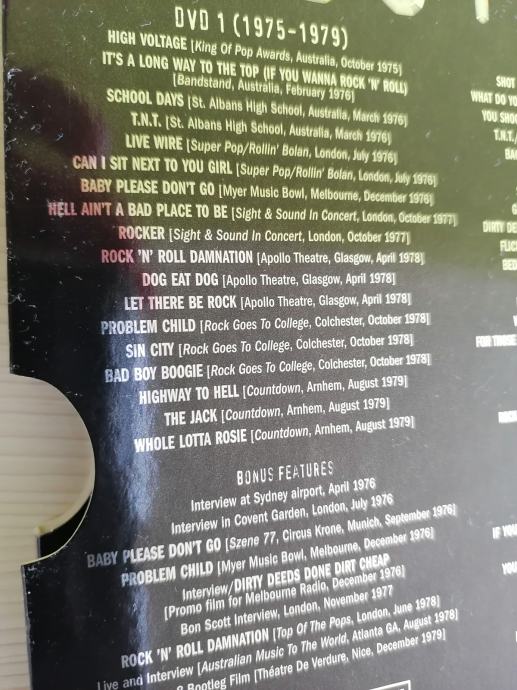 DVD 1 (1975-1979)
HIGH VOLTAGE [King Of Pop Awards, Australia, October 1975]
IT'S A LONG WAY TO THE TOP (IF YOU WANNA ROCK 'N' ROLL)
[Bandstand, Australia, February 1976]
SCHOOL DAYS [St. Albans High School, Australia, March 1976]
T.N.T. [St. Albans High School, Australia, March 1976]
LIVE WIRE [Super Pop/Rollin' Bolan, London, July 1976]
CAN I SIT NEXT TO YOU GIRL [Super Pop/Rollin' Bolan, London, July 1976]
BABY PLEASE DON'T GO [Myer Music Bowl, Melbourne, December 1976]
HELL AIN'T A BAD PLACE TO BE [Sight & Sound In Concert, London, October 1977]
ROCKER [Sight & Sound In Concert, London, October 1977]
ROCK 'N' ROLL DAMNATION [Apollo Theatre, Glasgow, April 1978]
DOG EAT DOG [Apollo Theatre, Glasgow, April 1978]
LET THERE BE ROCK [Apollo Theatre, Glasgow, April 1978]
PROBLEM CHILD [Rock Goes To College, Colchester, October 1978]
SIN CITY [Rock Goes To College, Colchester, October 1978]
BAD BOY BOOGIE [Rock Goes To College, Colchester, October 1978]
HIGHWAY TO HELL [Countdown, Arnhem, August 1979]
THE JACK [Countdown, Arnhem, August 1979]
WHOLE LOTTA ROSIE [Countdown, Arnhem, August 1979]
BONUS FEATURES
Interview at Sydney airport, April 1976
Interview in Covent Garden, London, July 1976
BABY PLEASE DON'T GO [Szene 77, Circus Krone, Munich, September 1976]
PROBLEM CHILD [Myer Music Bowl, Melbourne, December 1976]
Interview/DIRTY DEEDS DONE DIRT CHEAP
[Promo film for Melbourne Radio, December 1976]
Bon Scott Interview, London, November 1977
ROCK 'N' ROLL DAMNATION [Top Of The Pops, London, June 1978]
Live and Interview [Australian Music To The World, Atlanta GA, August 1978]
Bootleg Film [Théatre De Verdure, Nice, December 1979]
SHOT
WHAT DO YO
YOU SHOO
T.N.T.
BA
DIRTY DE
FLIC
BED
FOR THOSE
ROCK
IF YOU
YOU